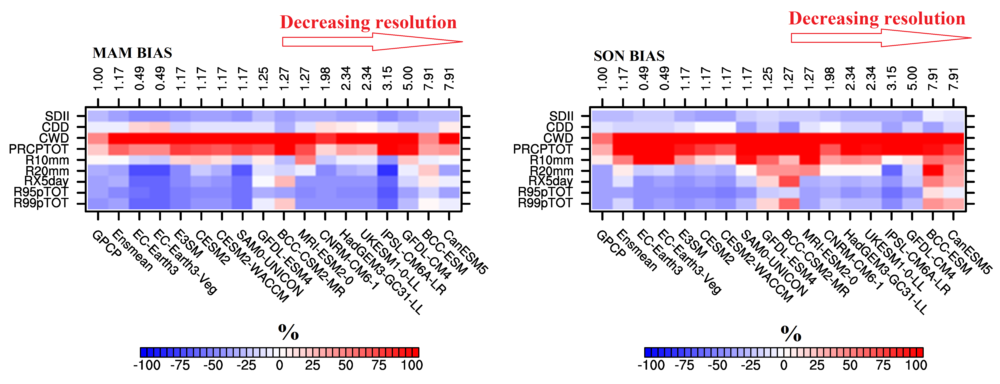 Decreasing resolution
MAM BIAS
1.00 1.17 0.49 0.49 1.17 1.17 1.17 1.17 1.25 1.27 1.27 1.98 2.34 2.34 3.15 5.00 7.91 7.91
SDII
CDD
CWD
PRCPTOT
R10mm
R20mm
RX5day
R95pTOT
R99pTOT
GPCP
Ensmean
EC-Earth3
EC-Earth3-Veg
E3SM
CESM2
CESM2-WACCM
SAM0-UNICON
GFDL-ESM4
BCC-CSM2-MR
MRI-ESM2-0
CNRM-CM6-1
HadGEM3-GC31-LL
UKESM1-0-LL
IPSL-CM6A-LR
GFDL-CM4
BCC-ESM
CanESM5
%
-100 -75 -50 -25 0 25 50 75 100
Decreasing resolution
SON BIAS
1.00 1.17 0.49 0.49 1.17 1.17 1.17 1.17 1.25 1.27 1.27 1.98 2.34 2.34 3.15 5.00 7.91 7.91
SDII
CDD
CWD
PRCPTOT
R10mm
R20mm
RX5day
R95pTOT
R99pTOT
GPCP
Ensmean
EC-Earth3
EC-Earth3-Veg
E3SM
CESM2
CESM2-WACCM
SAM0-UNICON
GFDL-ESM4
BCC-CSM2-MR
MRI-ESM2-0
CNRM-CM6-1
HadGEM3-GC31-LL
UKESM1-0-LL
IPSL-CM6A-LR
GFDL-CM4
BCC-ESM
CanESM5
%
-100 -75 -50 -25 0 25 50 75 100